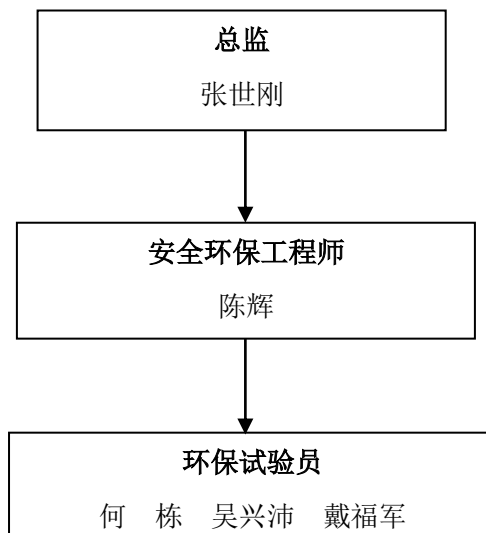 总监
张世刚
安全环保工程师
陈辉
环保试验员
何　栋　吴兴沛　戴福军